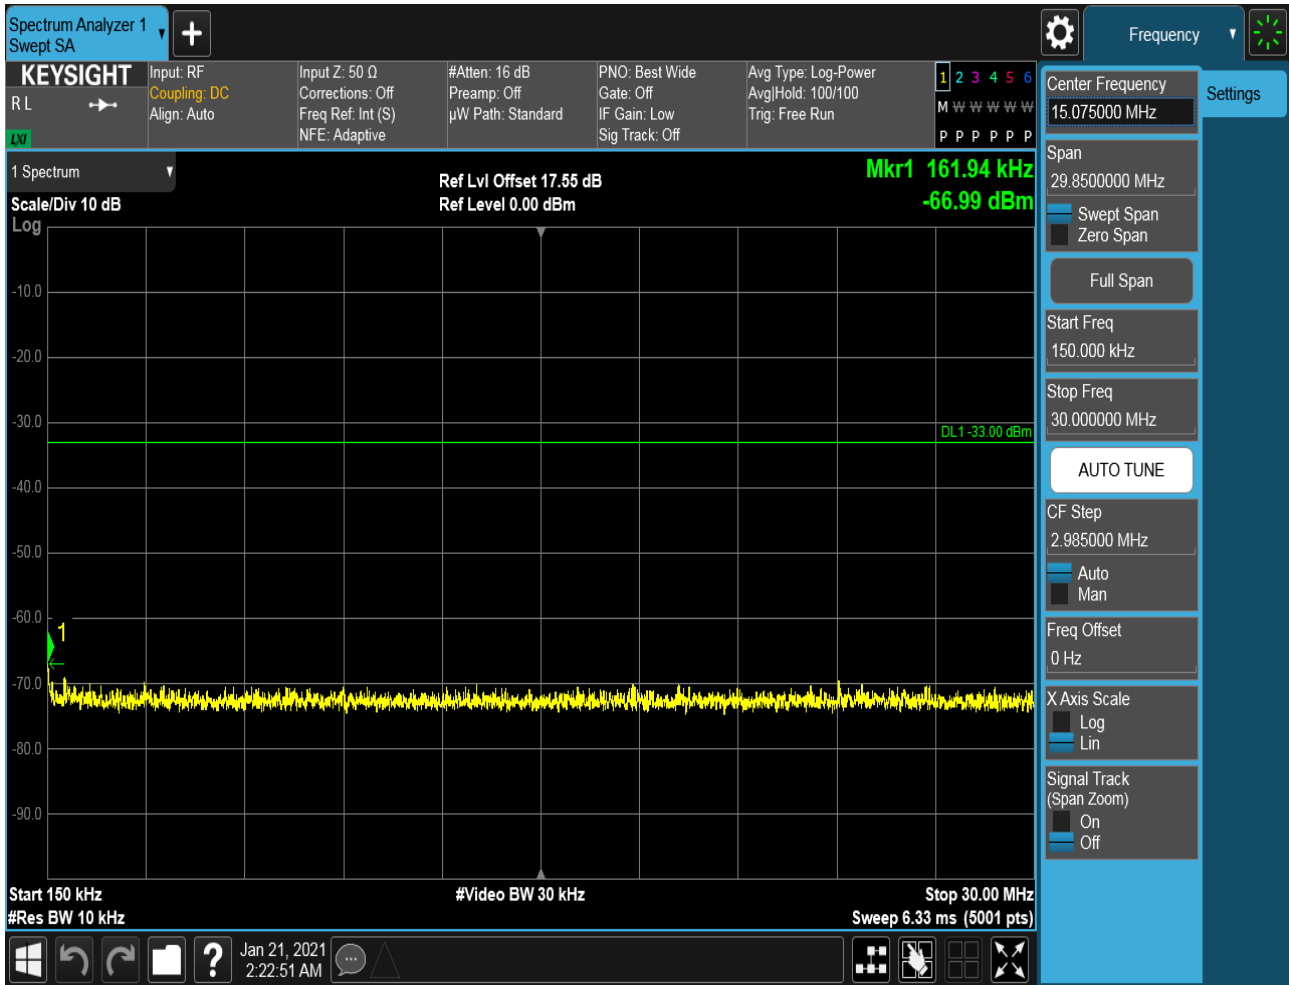 Spectrum Analyzer 1
Swept SA
Frequency
KEYSIGHT
R L
LXI
Input: RF
Coupling: DC
Align: Auto
Input Z: 50 Ω
Corrections: Off
Freq Ref: Int (S)
NFE: Adaptive
#Atten: 16 dB
Preamp: Off
µW Path: Standard
PNO: Best Wide
Gate: Off
IF Gain: Low
Sig Track: Off
Avg Type: Log-Power
Avg|Hold: 100/100
Trig: Free Run
1 2 3 4 5 6
M W W W W W
P P P P P P
1 Spectrum
Scale/Div 10 dB
Log
Ref Lvl Offset 17.55 dB
Ref Level 0.00 dBm
Mkr1 161.94 kHz
-66.99 dBm
-10.0
-20.0
-30.0
DL1 -33.00 dBm
-40.0
-50.0
-60.0
1
-70.0
-80.0
-90.0
Start 150 kHz
#Res BW 10 kHz
#Video BW 30 kHz
Stop 30.00 MHz
Sweep 6.33 ms (5001 pts)
?
Jan 21, 2021
2:22:51 AM
Center Frequency
15.075000 MHz
Settings
Span
29.8500000 MHz
Swept Span
Zero Span
Full Span
Start Freq
150.000 kHz
Stop Freq
30.000000 MHz
AUTO TUNE
CF Step
2.985000 MHz
Auto
Man
Freq Offset
0 Hz
X Axis Scale
Log
Lin
Signal Track
(Span Zoom)
On
Off